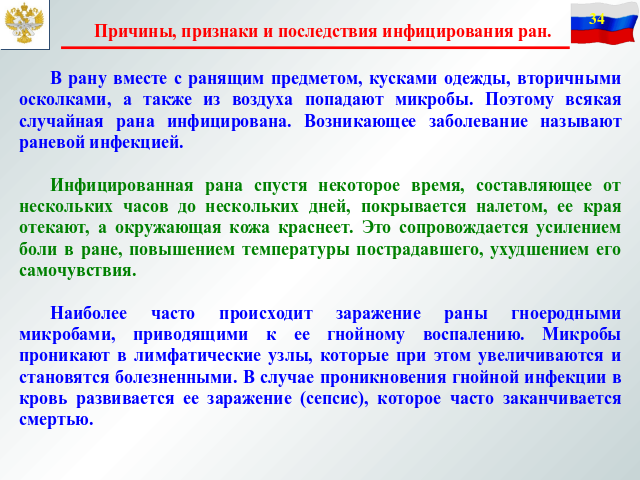 34
Причины, признаки и последствия инфицирования ран.
В рану вместе с ранящим предметом, кусками одежды, вторичными
осколками, а также из воздуха попадают микробы. Поэтому всякая
случайная рана инфицирована. Возникающее заболевание называют
раневой инфекцией.
Инфицированная рана спустя некоторое время, составляющее от
нескольких часов до нескольких дней, покрывается налетом, ее края
отекают, а окружающая кожа краснеет. Это сопровождается усилением
боли в ране, повышением температуры пострадавшего, ухудшением его
самочувствия.
Наиболее часто происходит заражение раны гноеродными
микробами, приводящими к ее гнойному воспалению. Микробы
проникают в лимфатические узлы, которые при этом увеличиваются и
становятся болезненными. В случае проникновения гнойной инфекции в
кровь развивается ее заражение (сепсис), которое часто заканчивается
смертью.